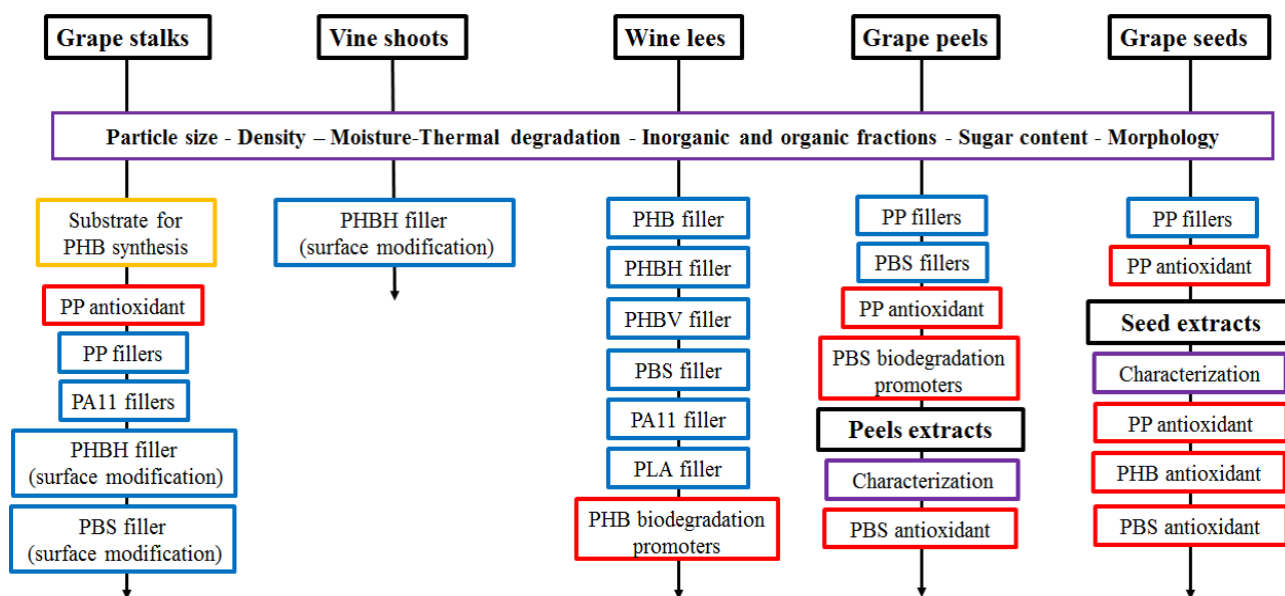 Grape stalks
Vine shoots
Wine lees
Grape peels
Grape seeds
Particle size - Density – Moisture-Thermal degradation - Inorganic and organic fractions - Sugar content - Morphology
Substrate for
PHB synthesis
PP antioxidant
PP fillers
PA11 fillers
PHBH filler
(surface modification)
PBS filler
(surface modification)
PHBH filler
(surface modification)
PHB filler
PHBH filler
PHBV filler
PBS filler
PA11 filler
PLA filler
PHB biodegradation
promoters
PP fillers
PBS fillers
PP antioxidant
PBS biodegradation
promoters
Peels extracts
Characterization
PBS antioxidant
PP fillers
PP antioxidant
Seed extracts
Characterization
PP antioxidant
PHB antioxidant
PBS antioxidant